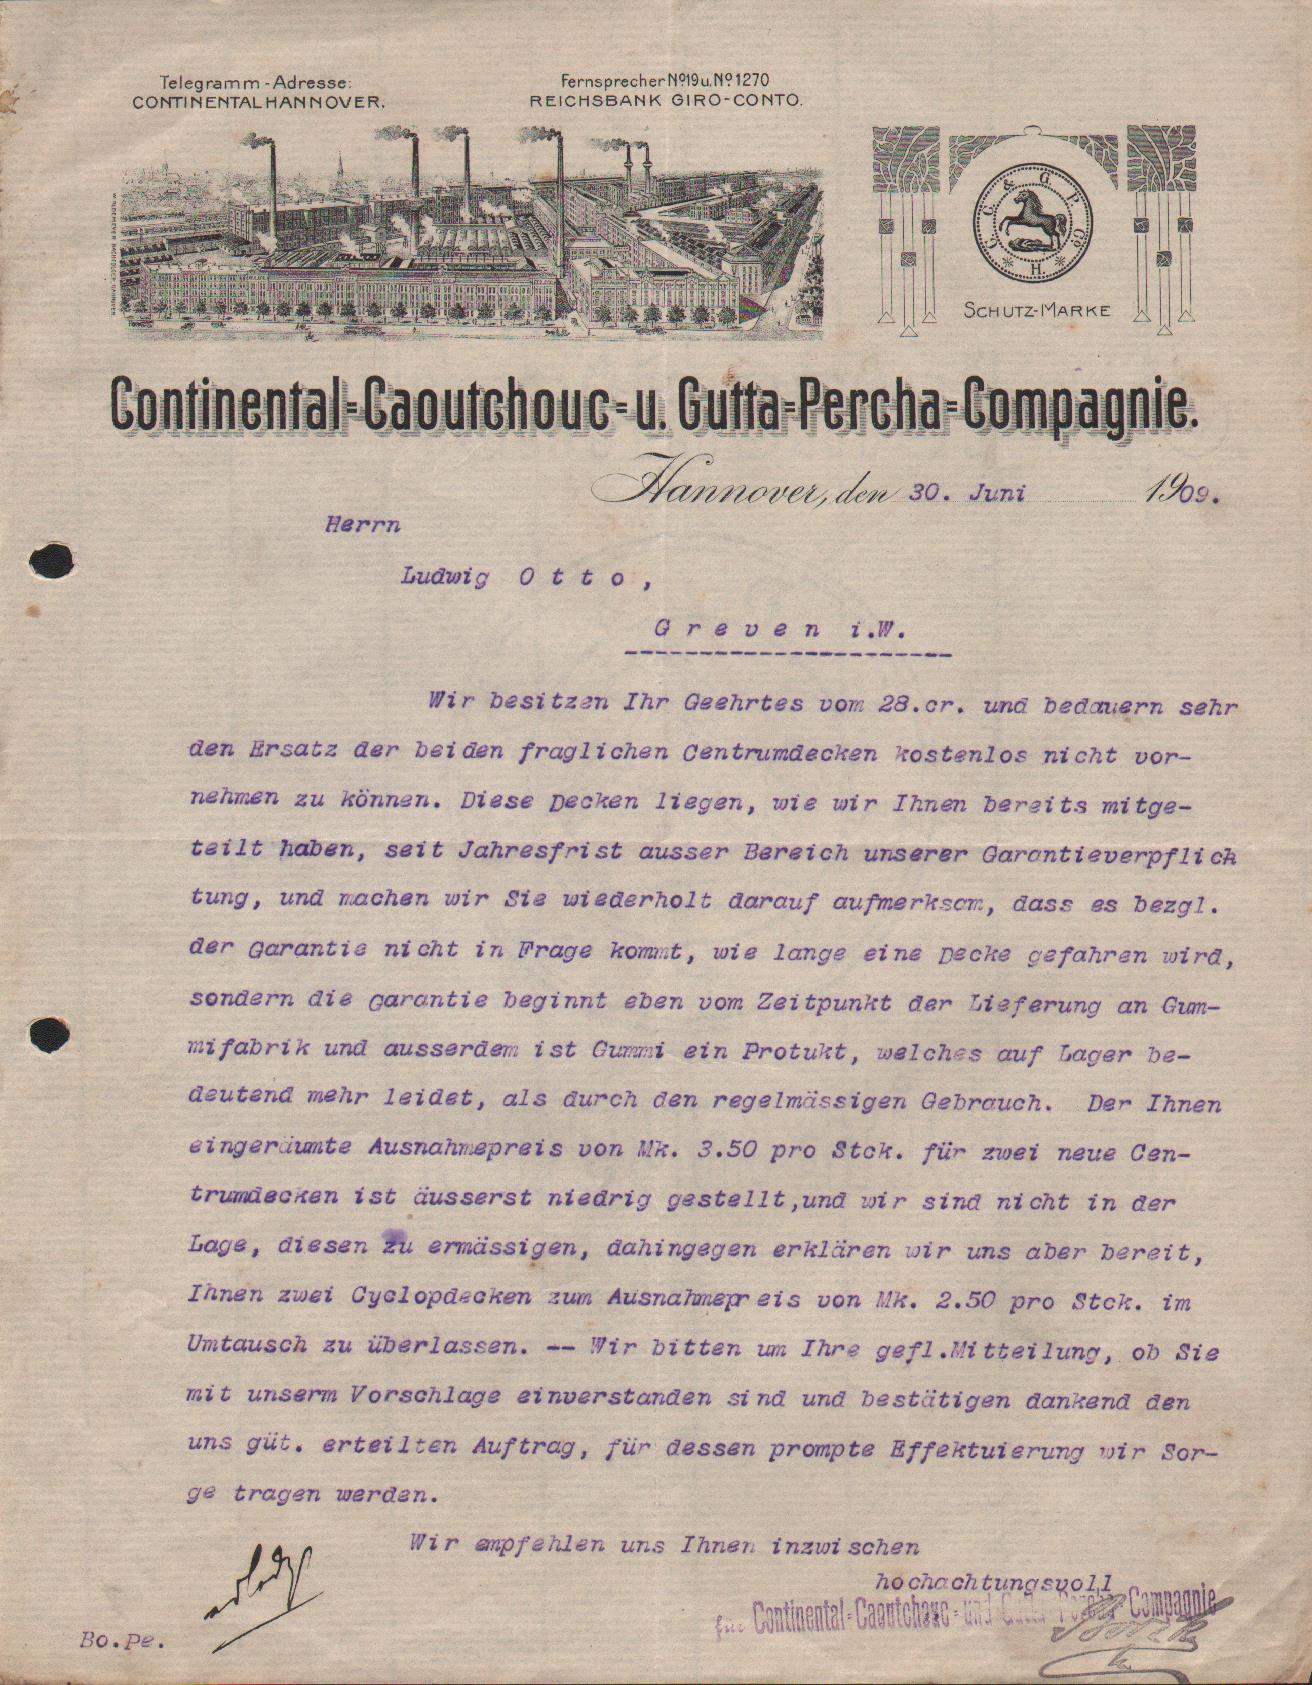 Telegramm-Adresse:
CONTINENTAL HANNOVER.
Fernsprecher No 19 u. No 1270
REICHSBANK GIRO-CONTO.
C. C. & G. P. Co
H.
SCHUTZ-MARKE
Continental-Caoutchouc- u. Gutta-Percha-Compagnie.
Hannover, den 30. Juni 1909.
Herrn
Ludwig Otto,
Greven i.W.
Wir besitzen Ihr Geehrtes vom 28.cr. und bedauern sehr
den Ersatz der beiden fraglichen Centrumdecken kostenlos nicht vor-
nehmen zu können. Diese Decken liegen, wie wir Ihnen bereits mitge-
teilt haben, seit Jahresfrist ausser Bereich unserer Garantieverpflich
tung, und machen wir Sie wiederholt darauf aufmerksam, dass es bezgl.
der Garantie nicht in Frage kommt, wie lange eine Decke gefahren wird,
sondern die Garantie beginnt eben vom Zeitpunkt der Lieferung an Gum-
mifabrik und ausserdem ist Gummi ein Protukt, welches auf Lager be-
deutend mehr leidet, als durch den regelmässigen Gebrauch. Der Ihnen
eingeräumte Ausnahmepreis von Mk. 3.50 pro Stck. für zwei neue Cen-
trumdecken ist äusserst niedrig gestellt,und wir sind nicht in der
Lage, diesen zu ermässigen, dahingegen erklären wir uns aber bereit,
Ihnen zwei Cyclopdecken zum Ausnahmepreis von Mk. 2.50 pro Stck. im
Umtausch zu überlassen. -- Wir bitten um Ihre gefl.Mitteilung, ob Sie
mit unserm Vorschlage einverstanden sind und bestätigen dankend den
uns güt. erteilten Auftrag, für dessen prompte Effektuierung wir Sor-
ge tragen werden.
Wir empfehlen uns Ihnen inzwischen
hochachtungsvoll
für Continental-Caoutchouc- und Gutta-Percha-Compagnie
Bo.Pe.